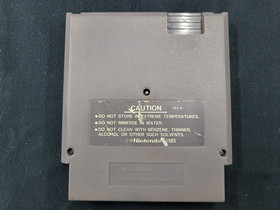 CAUTION
● DO NOT STORE IN EXTREME TEMPERATURES.
● DO NOT IMMERSE IN WATER.
● DO NOT CLEAN WITH BENZENE, THINNER,
ALCOHOL OR OTHER SUCH SOLVENTS.
Nintendo 1985